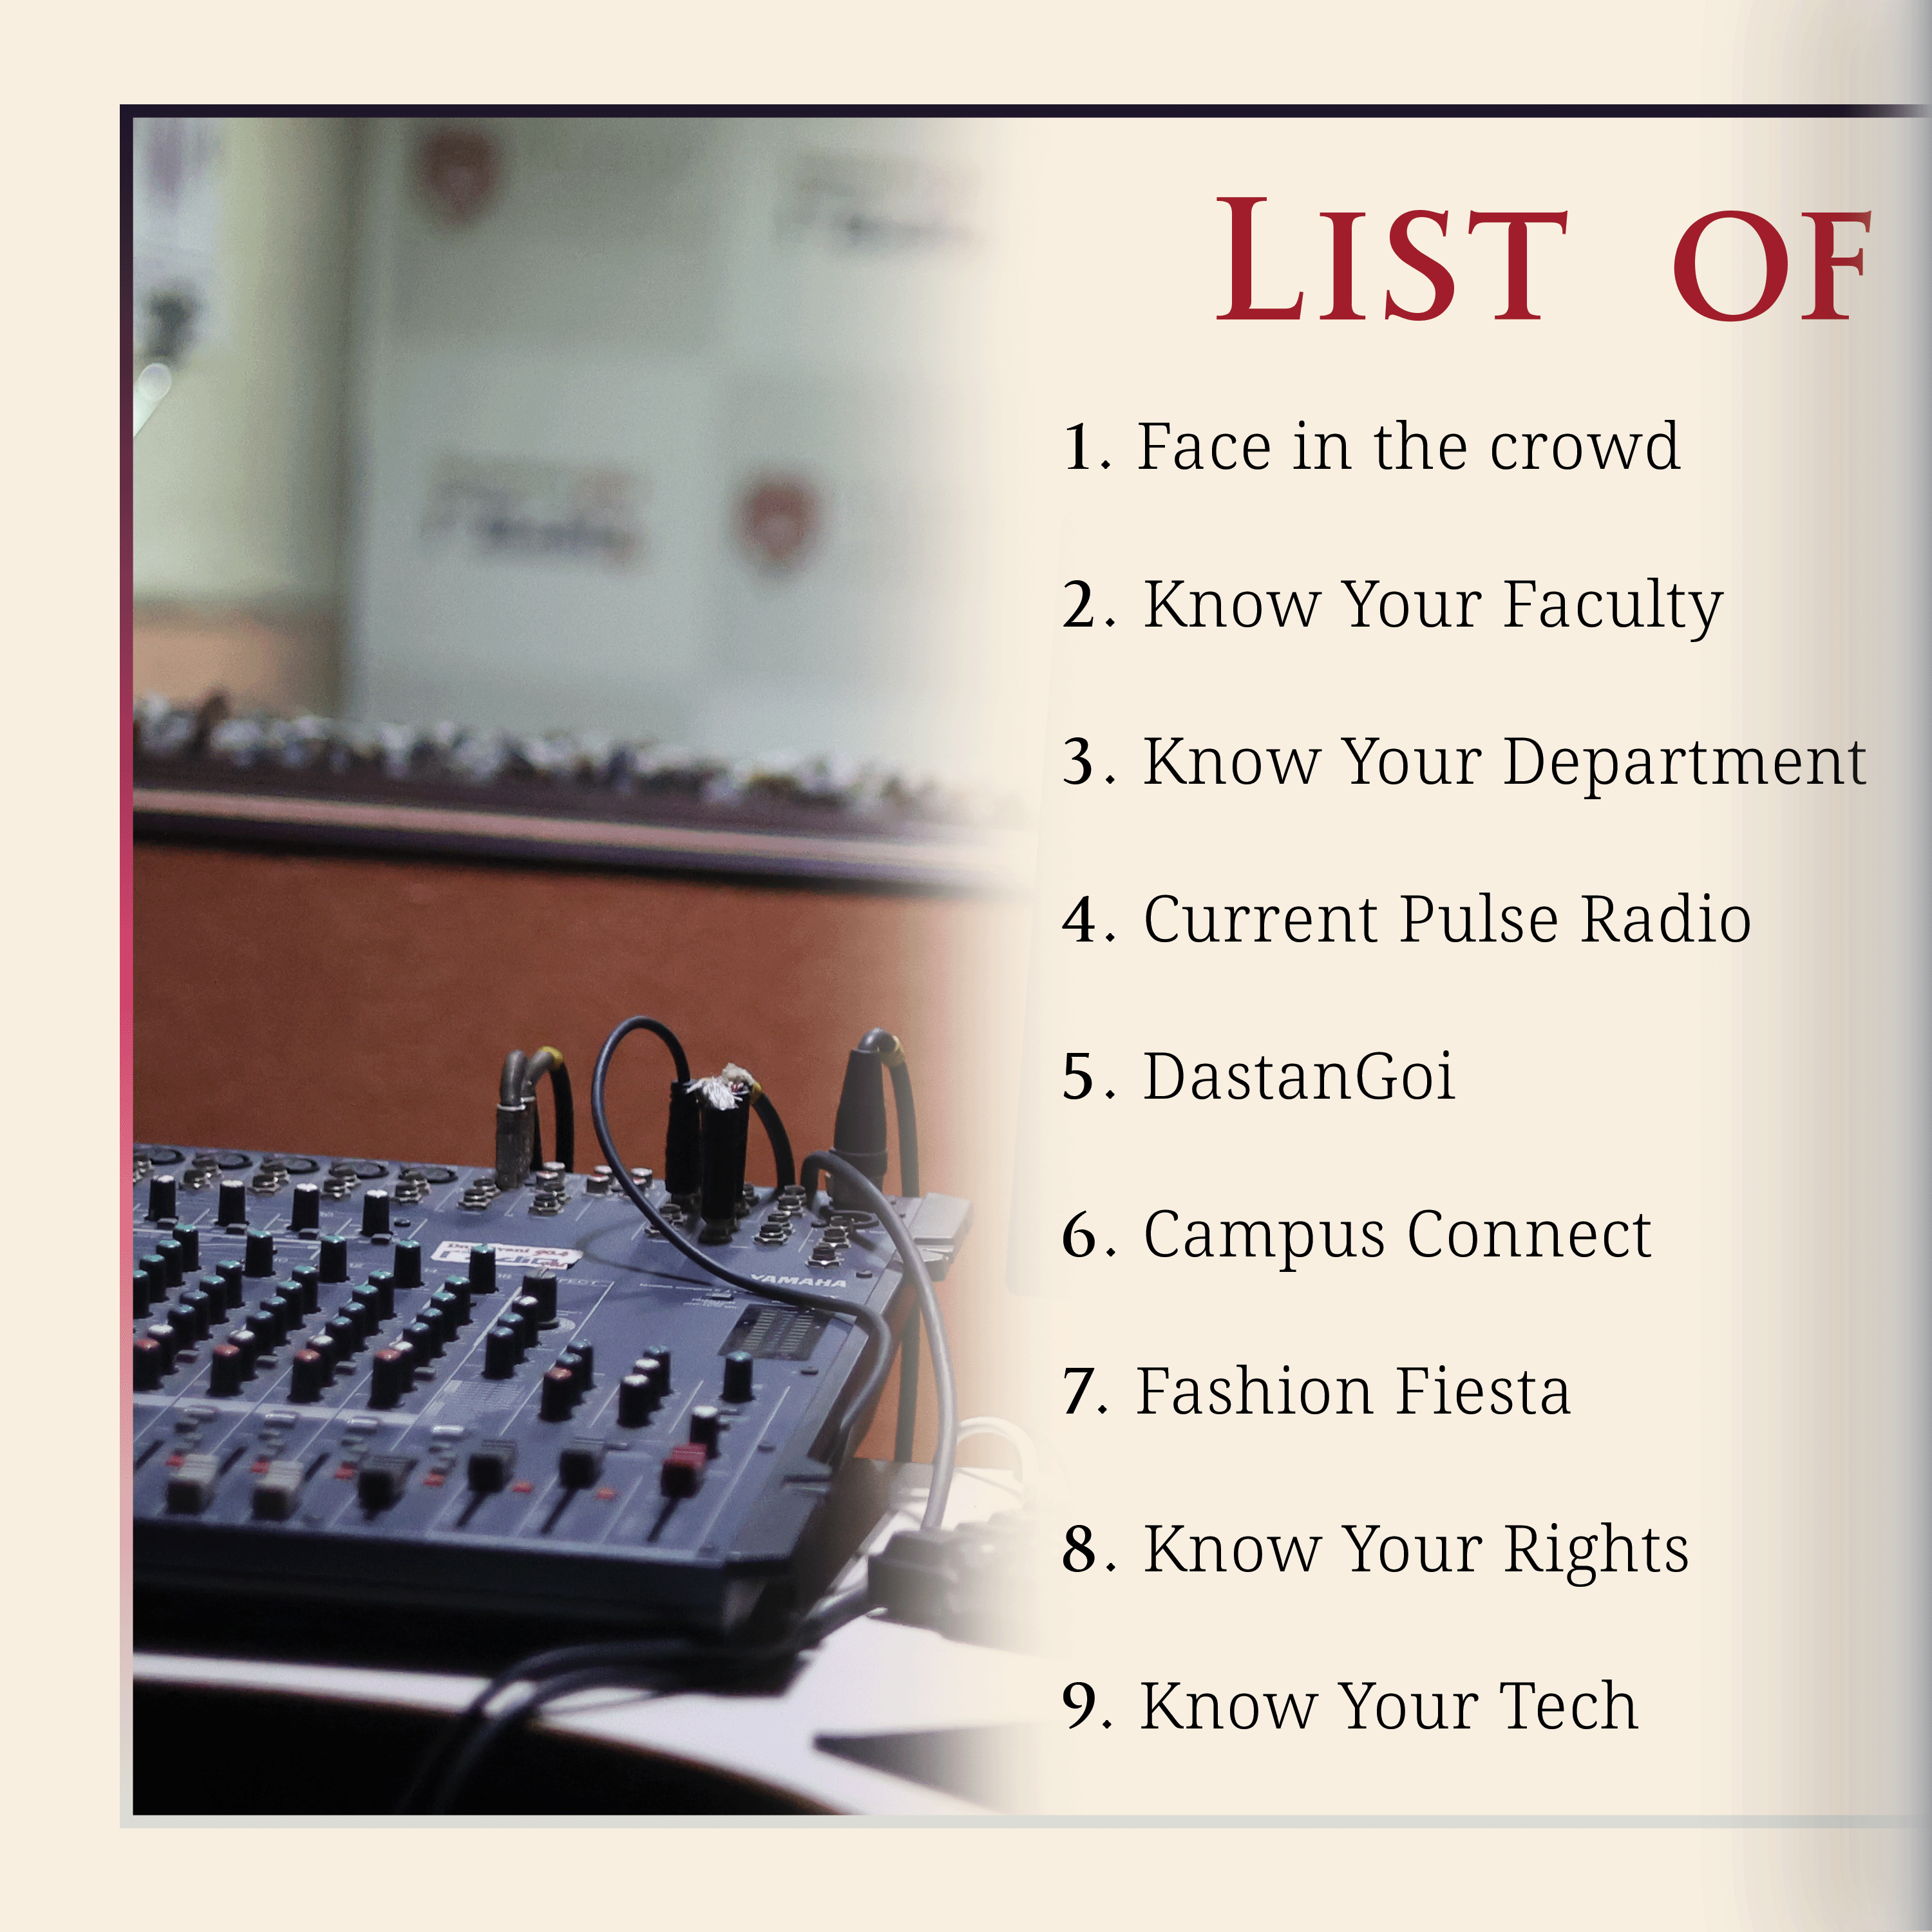 LIST OF
1. Face in the crowd
2. Know Your Faculty
3. Know Your Department
4. Current Pulse Radio
5. DastanGoi
6. Campus Connect
7. Fashion Fiesta
8. Know Your Rights
9. Know Your Tech
YAMAHA